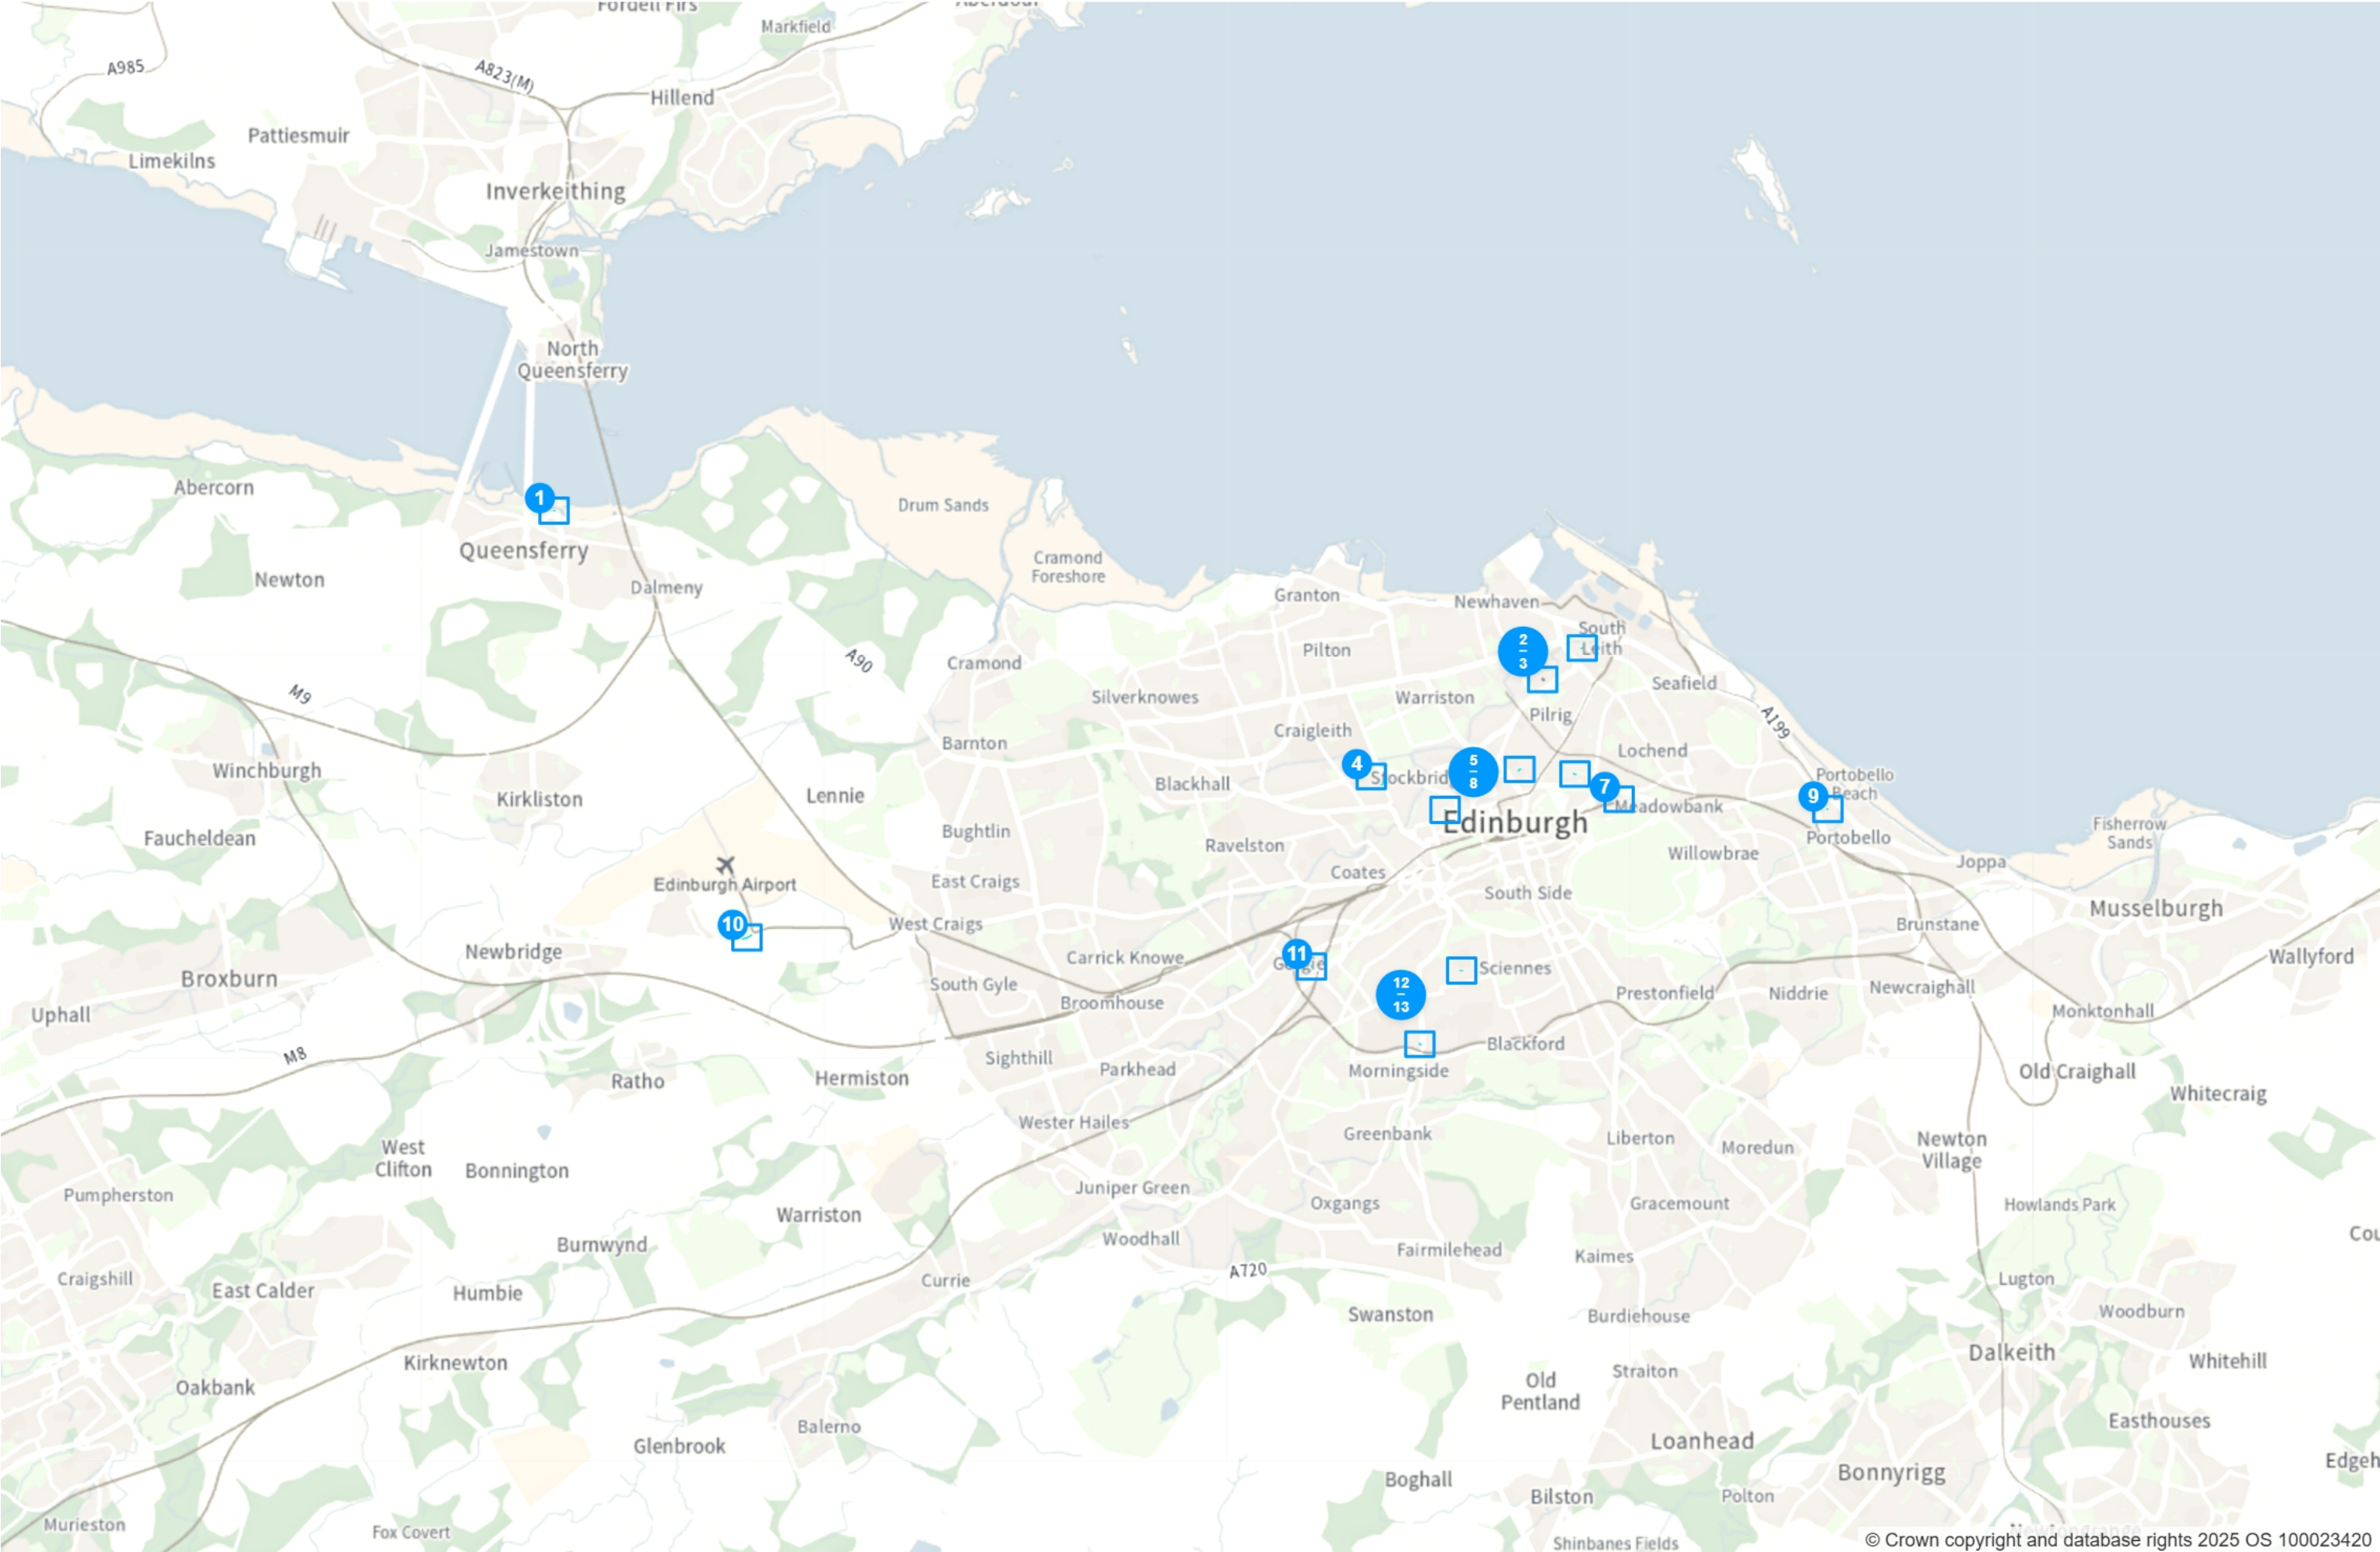 Fordell Firs
Markfield
A985
A823(M)
Hillend
Pattiesmuir
Limekilns
Inverkeithing
Jamestown
North
Queensferry
Abercorn
1
Drum Sands
Queensferry
Cramond
Foreshore
Newton
Dalmeny
Granton
Newhaven
South
Leith
2
–
3
A90
Cramond
Pilton
M9
Silverknowes
Warriston
Seafield
Pilrig
A199
Craigleith
Barnton
Lochend
Winchburgh
4
5
–
8
Portobello
Beach
Blackhall
7
9
Kirkliston
Lennie
Meadowbank
Faucheldean
Bughtlin
Edinburgh
Fisherrow
Sands
Portobello
Ravelston
Willowbrae
Joppa
Edinburgh Airport
East Craigs
Coates
South Side
Musselburgh
10
West Craigs
Brunstane
Newbridge
Carrick Knowe
11
Wallyford
Broxburn
South Gyle
Sciennes
12
–
13
Prestonfield
Niddrie
Newcraighall
Broomhouse
Uphall
Monktonhall
M8
Sighthill
Parkhead
Blackford
Ratho
Hermiston
Morningside
Old Craighall
Whitecraig
Wester Hailes
Greenbank
Liberton
Moredun
Newton
Village
West
Clifton
Bonnington
Pumpherston
Juniper Green
Oxgangs
Gracemount
Howlands Park
Warriston
Woodhall
Burnwynd
Fairmilehead
Kaimes
Craigshill
East Calder
Humbie
Currie
A720
Lugton
Swanston
Burdiehouse
Woodburn
Kirknewton
Dalkeith
Whitehill
Oakbank
Straiton
Old
Pentland
Balerno
Glenbrook
Easthouses
Loanhead
Bonnyrigg
Boghall
Bilston
Polton
Murieston
Fox Covert
Shinbanes Fields
© Crown copyright and database rights 2025 OS 100023420